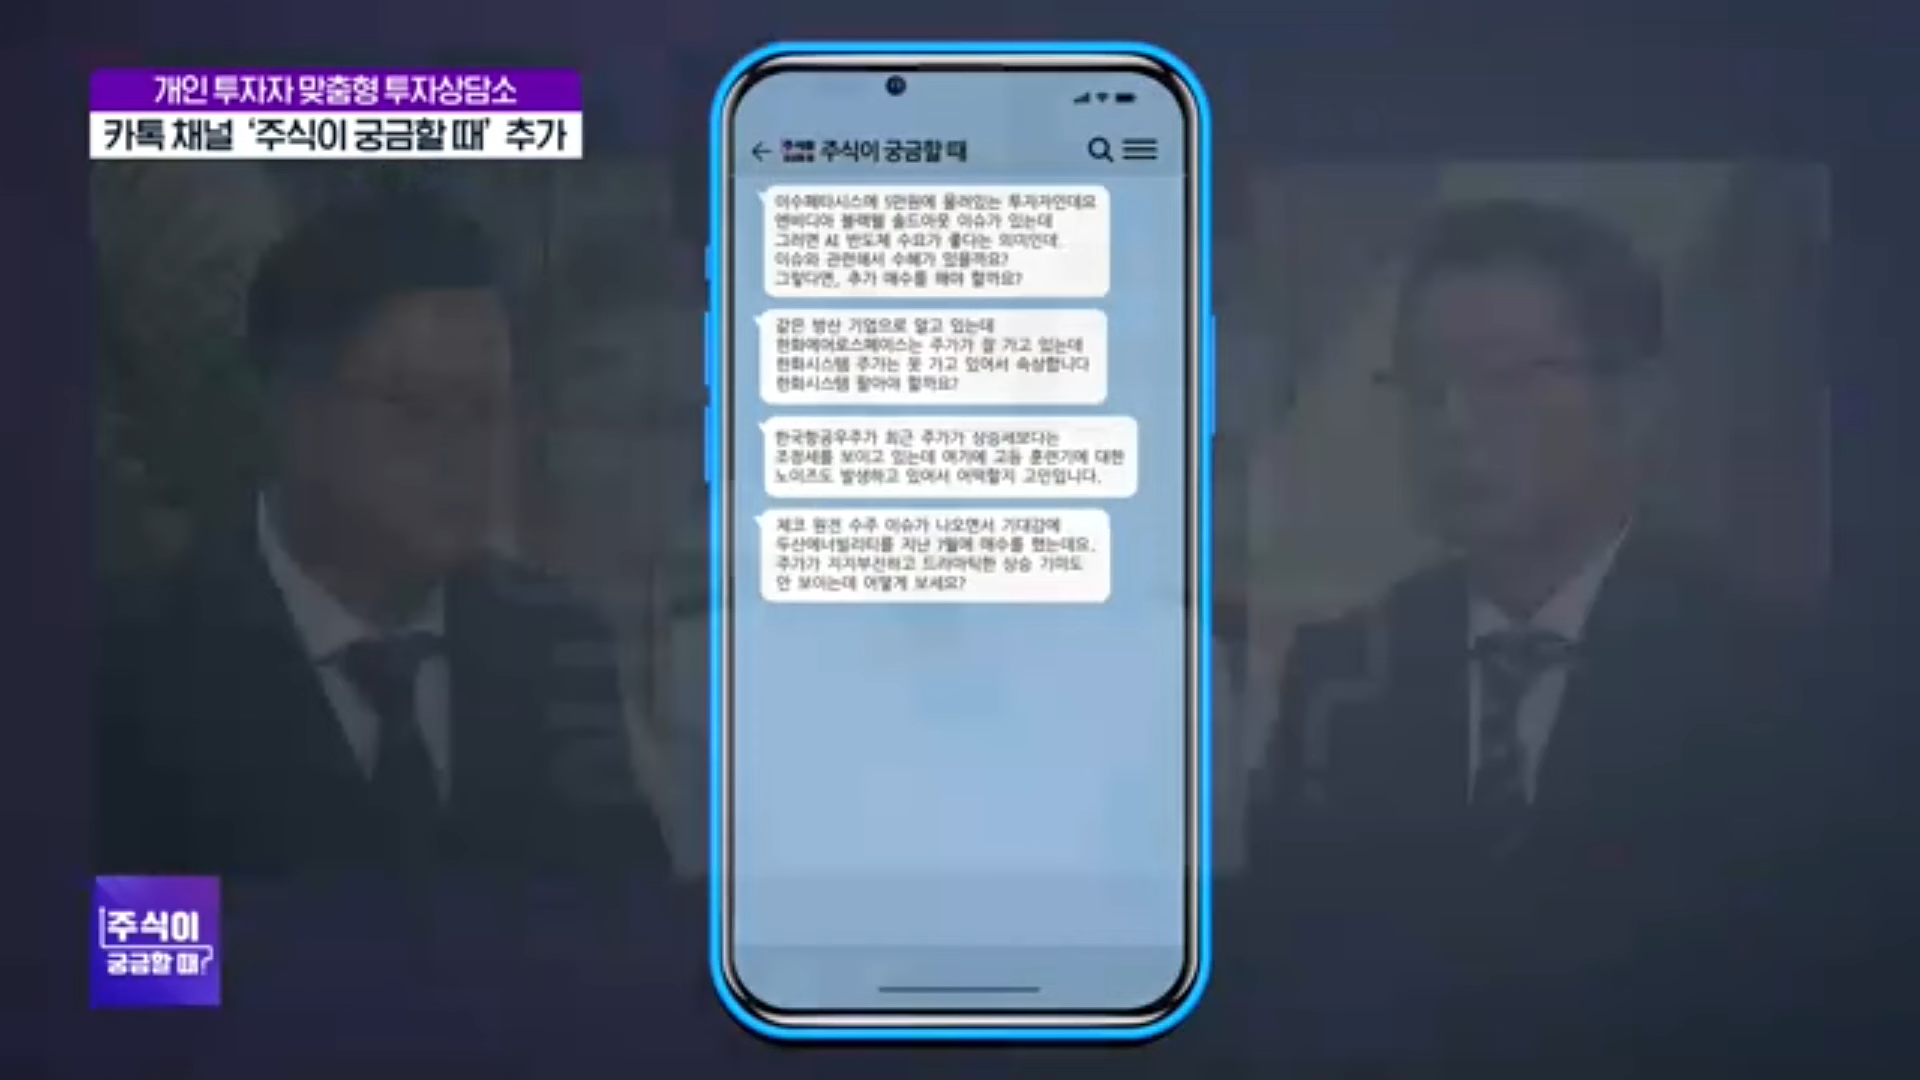 개인 투자자 맞춤형 투자상담소
카톡 채널 '주식이 궁금할 때' 추가
주식이 궁금할 때
이수페타시스에 5만원에 물려있는 투자자인데요
엔비디아 블랙웰 솔드아웃 이슈가 있는데
그러면 AI 반도체 수요가 좋다는 의미인데
이슈와 관련해서 수혜가 있을까요?
그렇다면, 추가 매수를 해야 할까요?
같은 방산 기업으로 알고 있는데
한화에어로스페이스는 주가가 잘 가고 있는데
한화시스템 주가는 못 가고 있어서 속상합니다
한화시스템 팔아야 할까요?
한국항공우주가 최근 주가가 상승세보다는
조정세를 보이고 있는데 여기에 고등 훈련기에 대한
노이즈도 발생하고 있어서 어떡할지 고민입니다.
체코 원전 수주 이슈가 나오면서 기대감에
두산에너빌리티를 지난 7월에 매수를 했는데요.
주가가 지지부진하고 드라마틱한 상승 기미도
안 보이는데 어떻게 보세요?
주식이
궁금할 때?